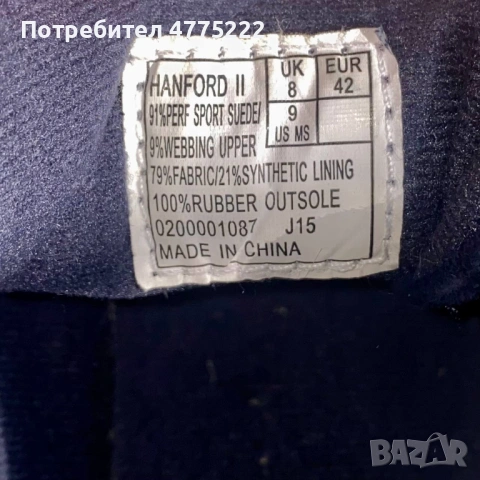 Потребител 4775222
HANFORD II UK 8 EUR 42
91%PERF SPORT SUEDE/ 9 US MS
9%WEBBING UPPER
79%FABRIC/21%SYNTHETIC LINING
100%RUBBER OUTSOLE
0200001087 J15
MADE IN CHINA
BAZAR